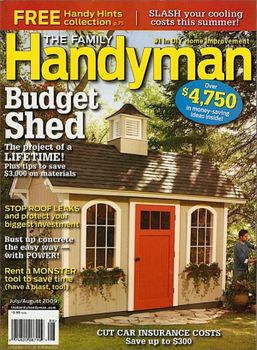 FREE Handy Hints
collection p.75
SLASH your cooling
costs this summer!
THE FAMILY
#1 in DIY Home Improvement
Handyman
Budget
Shed
The project of a
LIFETIME!
Plus tips to save
$3,000 on materials
Over
$4,750
in money-saving
ideas inside!
STOP ROOF LEAKS
and protect your
biggest investment
Bust up concrete
the easy way —
with POWER!
Rent a MONSTER
tool to save time
(have a blast, too!)
July/August 2009
thefamilyhandyman.com
CUT CAR INSURANCE COSTS
Save up to $300